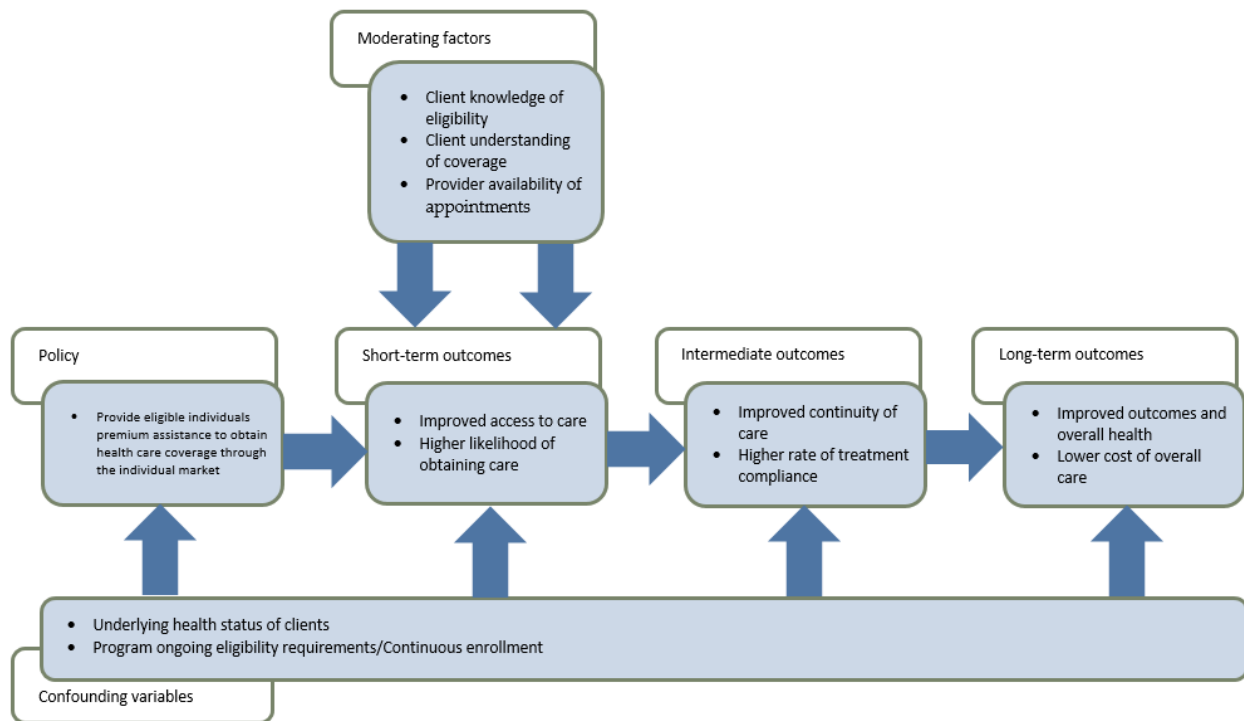 Moderating factors
• Client knowledge of
eligibility
• Client understanding
of coverage
• Provider availability of
appointments
Policy
• Provide eligible individuals
premium assistance to obtain
health care coverage through
the individual market
Short-term outcomes
• Improved access to care
• Higher likelihood of
obtaining care
Intermediate outcomes
• Improved continuity of
care
• Higher rate of treatment
compliance
Long-term outcomes
• Improved outcomes and
overall health
• Lower cost of overall
care
• Underlying health status of clients
• Program ongoing eligibility requirements/Continuous enrollment
Confounding variables